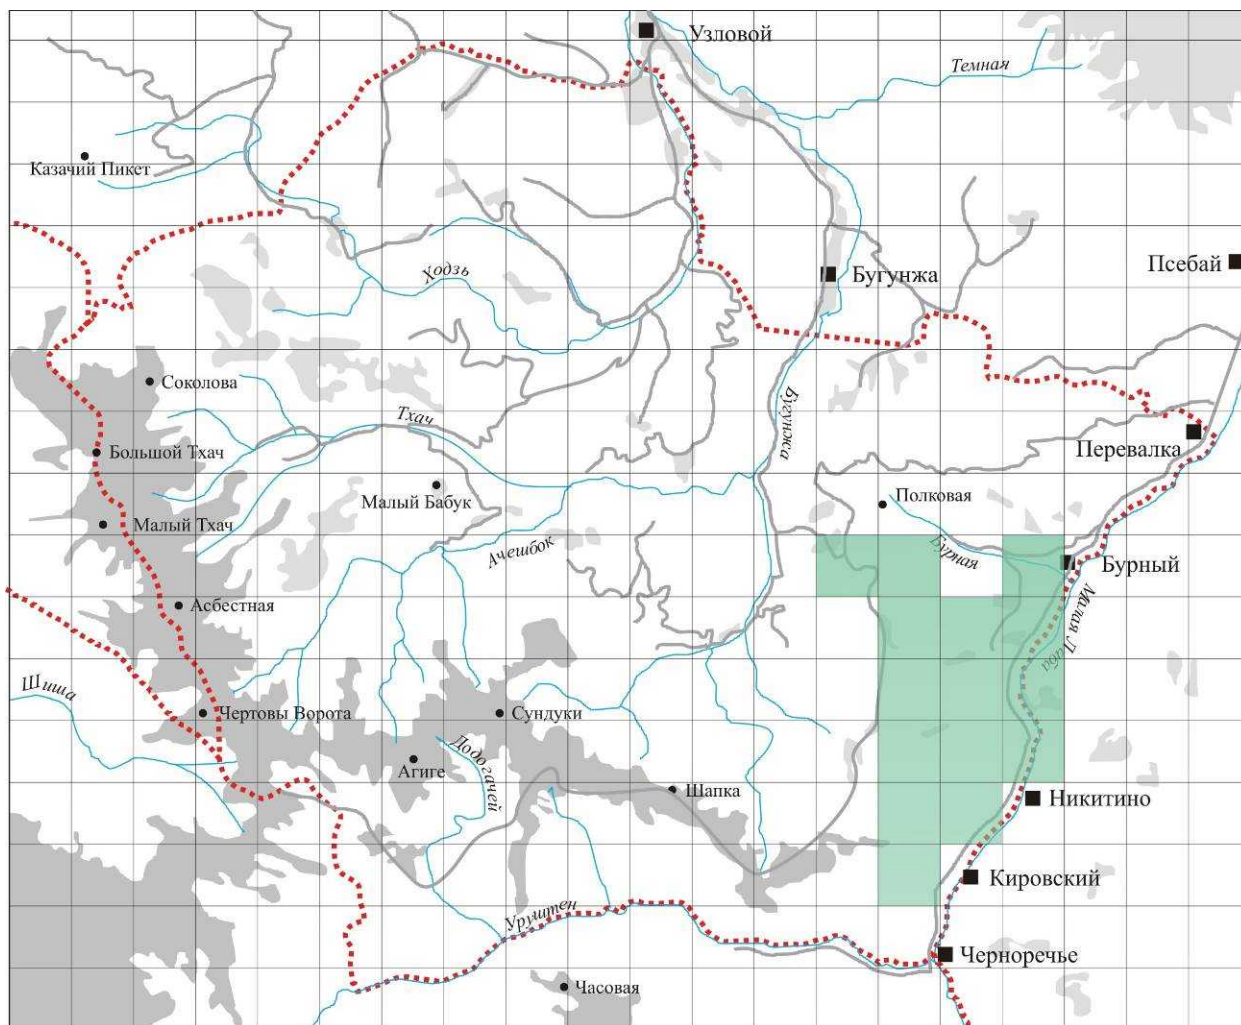 Узловой
Темная
Казачий Пикет
Ходзь
Бугунжа
Псебай
Соколова
Тхач
Бугунжа
Большой Тхач
Перевалка
Малый Бабук
Полковая
Малый Тхач
Ачешбок
Бурная
Бурный
Асбестная
Малая Лаба
Шиша
Чертовы Ворота
Сундуки
Додогачей
Агиге
Шапка
Никитино
Кировский
Уруштен
Черноречье
Часовая